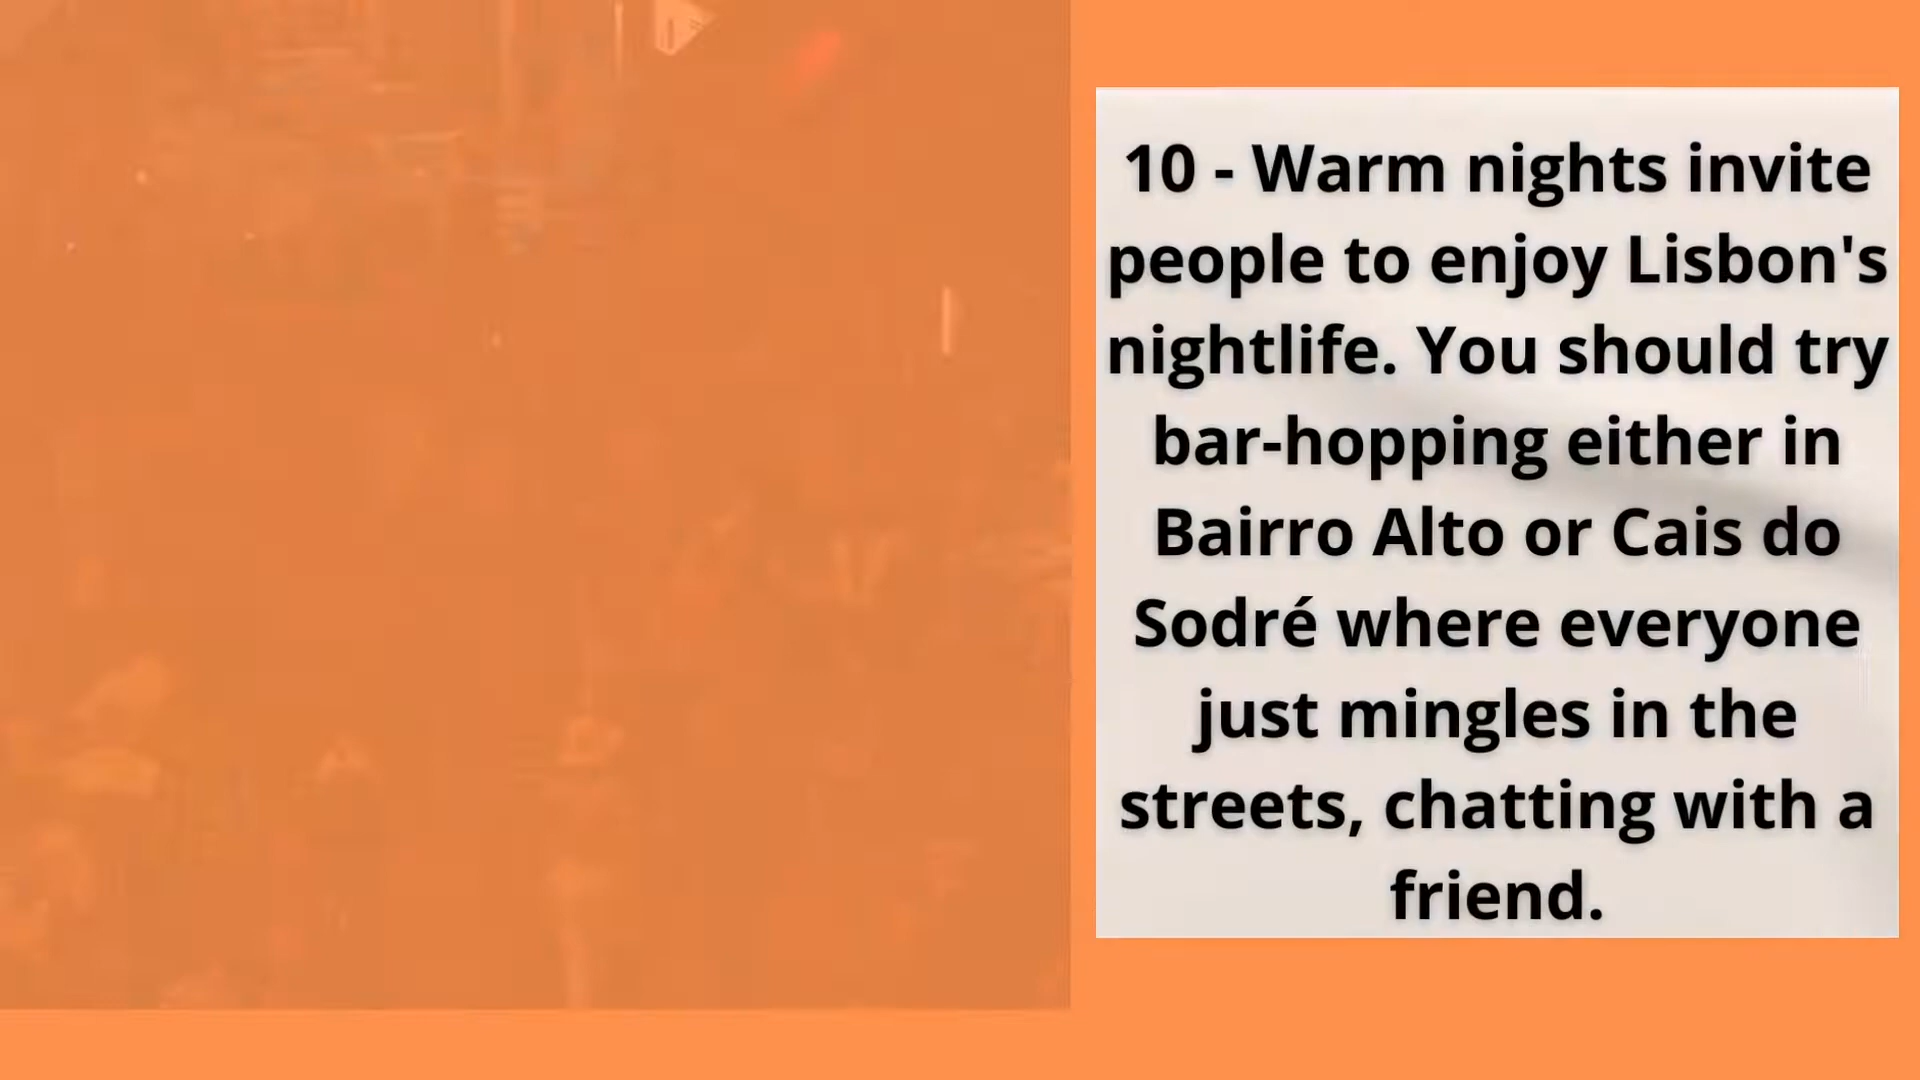 10 - Warm nights invite
people to enjoy Lisbon's
nightlife. You should try
bar-hopping either in
Bairro Alto or Cais do
Sodré where everyone
just mingles in the
streets, chatting with a
friend.